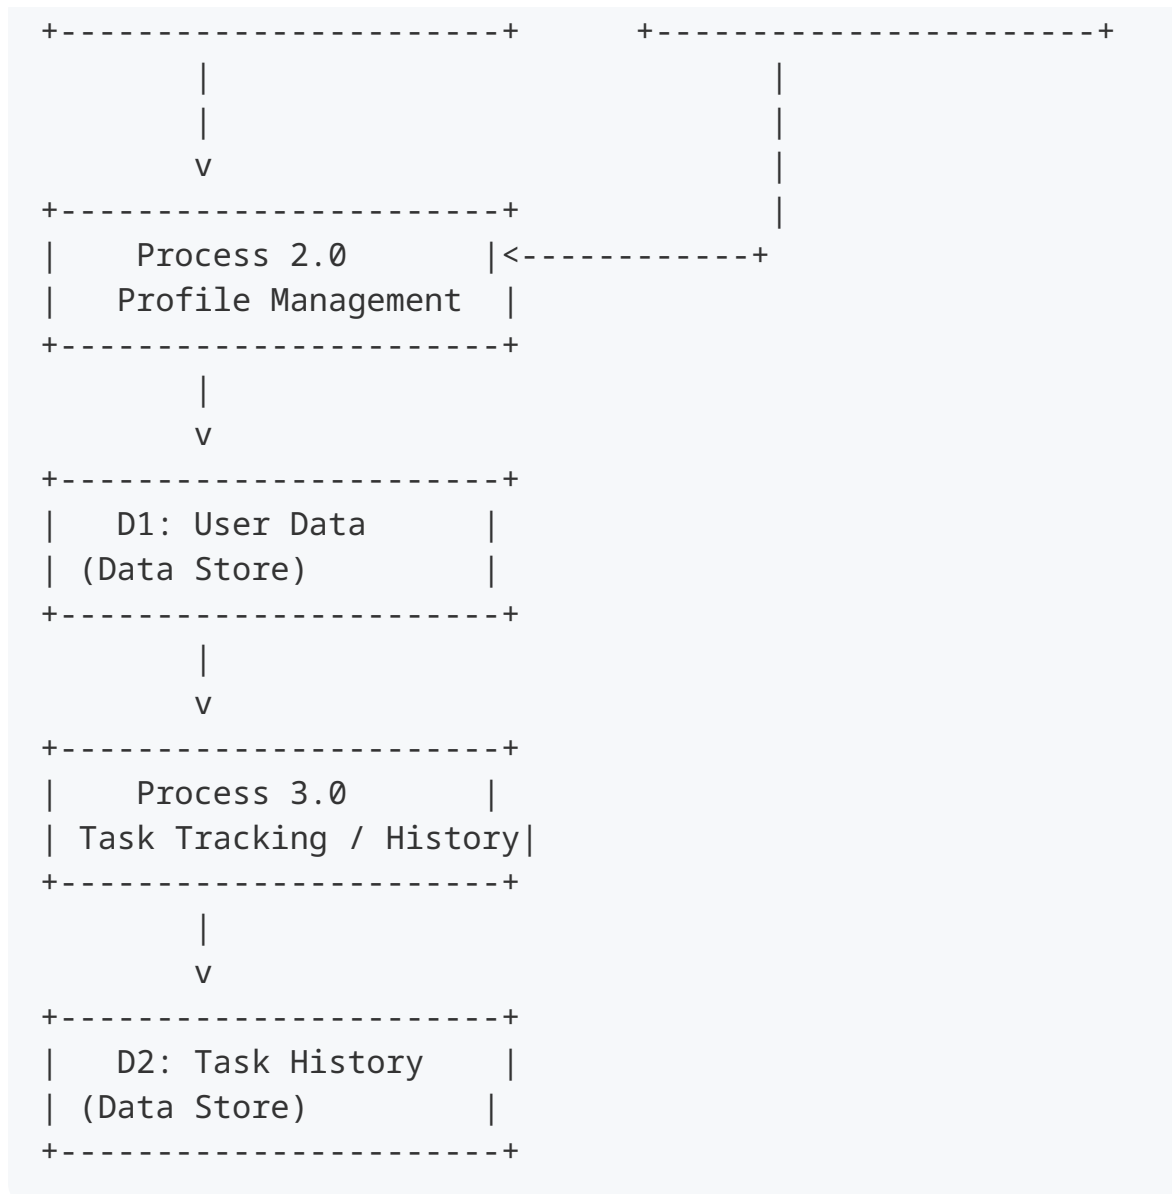 +-----------------------+      +-----------------------+
        |                             |
        |                             |
        v                             |
+-----------------------+             |
|    Process 2.0       |<------------+
|   Profile Management  |
+-----------------------+
        |
        v
+-----------------------+
|   D1: User Data      |
| (Data Store)         |
+-----------------------+
        |
        v
+-----------------------+
|    Process 3.0       |
| Task Tracking / History|
+-----------------------+
        |
        v
+-----------------------+
|   D2: Task History    |
| (Data Store)         |
+-----------------------+